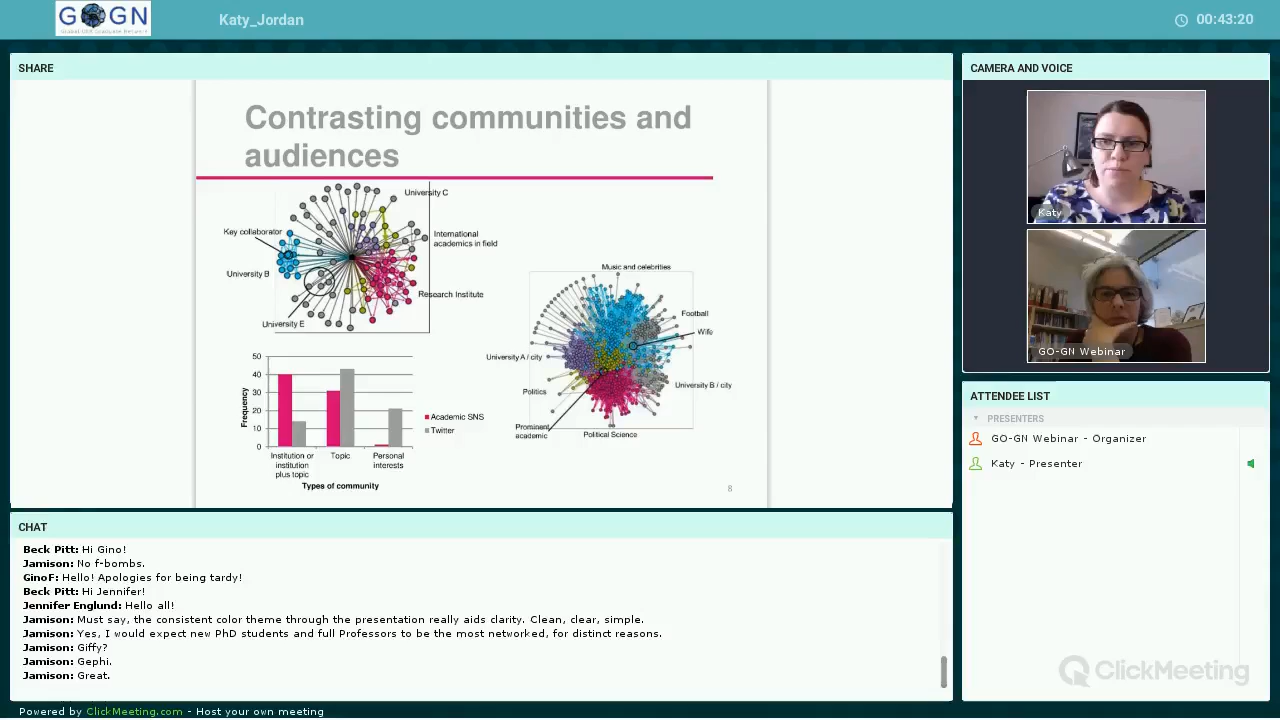 GO-GN
Global OER Graduate Network
Katy_Jordan
00:43:20
SHARE
Contrasting communities and
audiences
University C
Key collaborator
International
academics in field
University B
Research Institute
University E
Music and celebrities
Football
Wife
University A / city
University B / city
Politics
Prominent
academic
Political Science
50
40
30
20
10
0
Frequency
Academic SNS
Twitter
Institution or
institution
plus topic
Topic
Personal
interests
Types of community
8
CAMERA AND VOICE
Katy
GO-GN Webinar
ATTENDEE LIST
PRESENTERS
GO-GN Webinar - Organizer
Katy - Presenter
CHAT
Beck Pitt: Hi Gino!
Jamison: No f-bombs.
GinoF: Hello! Apologies for being tardy!
Beck Pitt: Hi Jennifer!
Jennifer Englund: Hello all!
Jamison: Must say, the consistent color theme through the presentation really aids clarity. Clean, clear, simple.
Jamison: Yes, I would expect new PhD students and full Professors to be the most networked, for distinct reasons.
Jamison: Giffy?
Jamison: Gephi.
Jamison: Great.
ClickMeeting
Powered by ClickMeeting.com - Host your own meeting